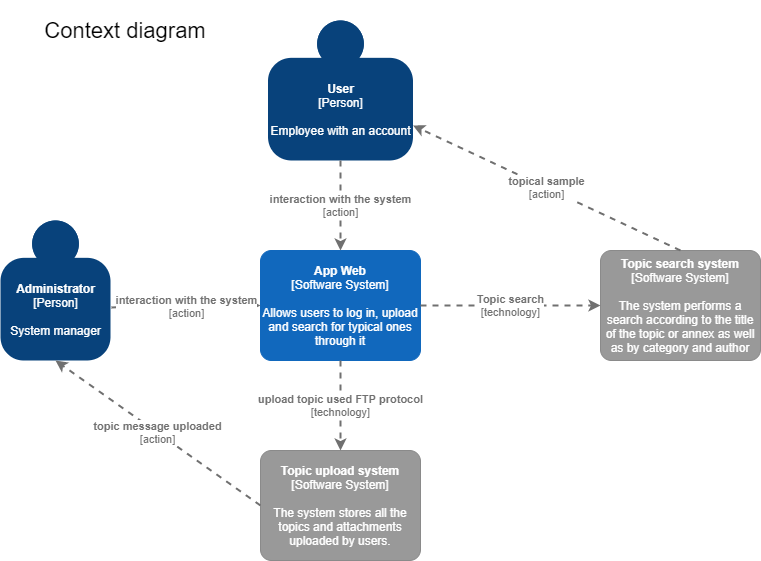 Context diagram
User
[Person]
Employee with an account
topical sample
[action]
interaction with the system
[action]
Administrator
[Person]
System manager
interaction with the system
[action]
App Web
[Software System]
Allows users to log in, upload
and search for typical ones
through it
Topic search
[technology]
Topic search system
[Software System]
The system performs a
search according to the title
of the topic or annex as well
as by category and author
upload topic used FTP protocol
[technology]
topic message uploaded
[action]
Topic upload system
[Software System]
The system stores all the
topics and attachments
uploaded by users.